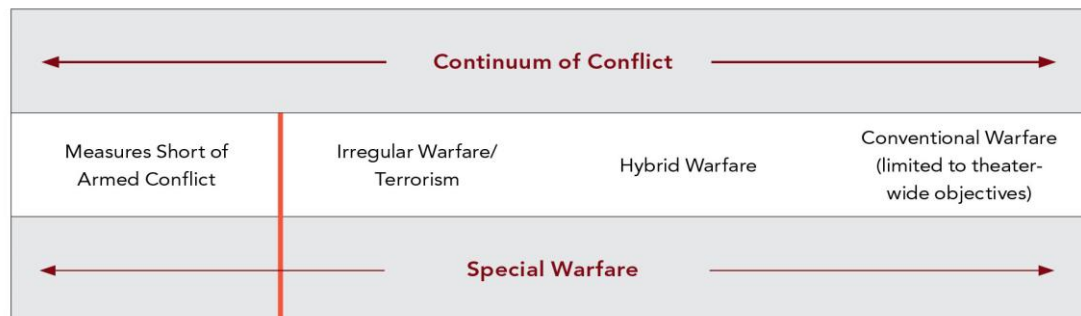 Continuum of Conflict
Measures Short of
Armed Conflict
Irregular Warfare/
Terrorism
Hybrid Warfare
Conventional Warfare
(limited to theater-
wide objectives)
Special Warfare